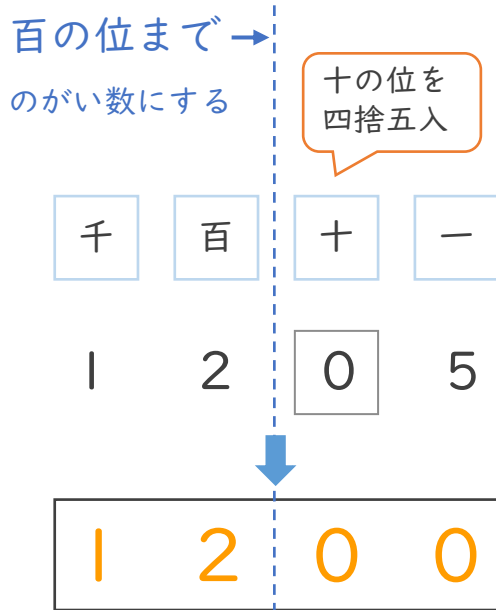 百の位まで→
のがい数にする
十の位を
四捨五入
千 百 十 一
1 2 0 5
1 2 0 0